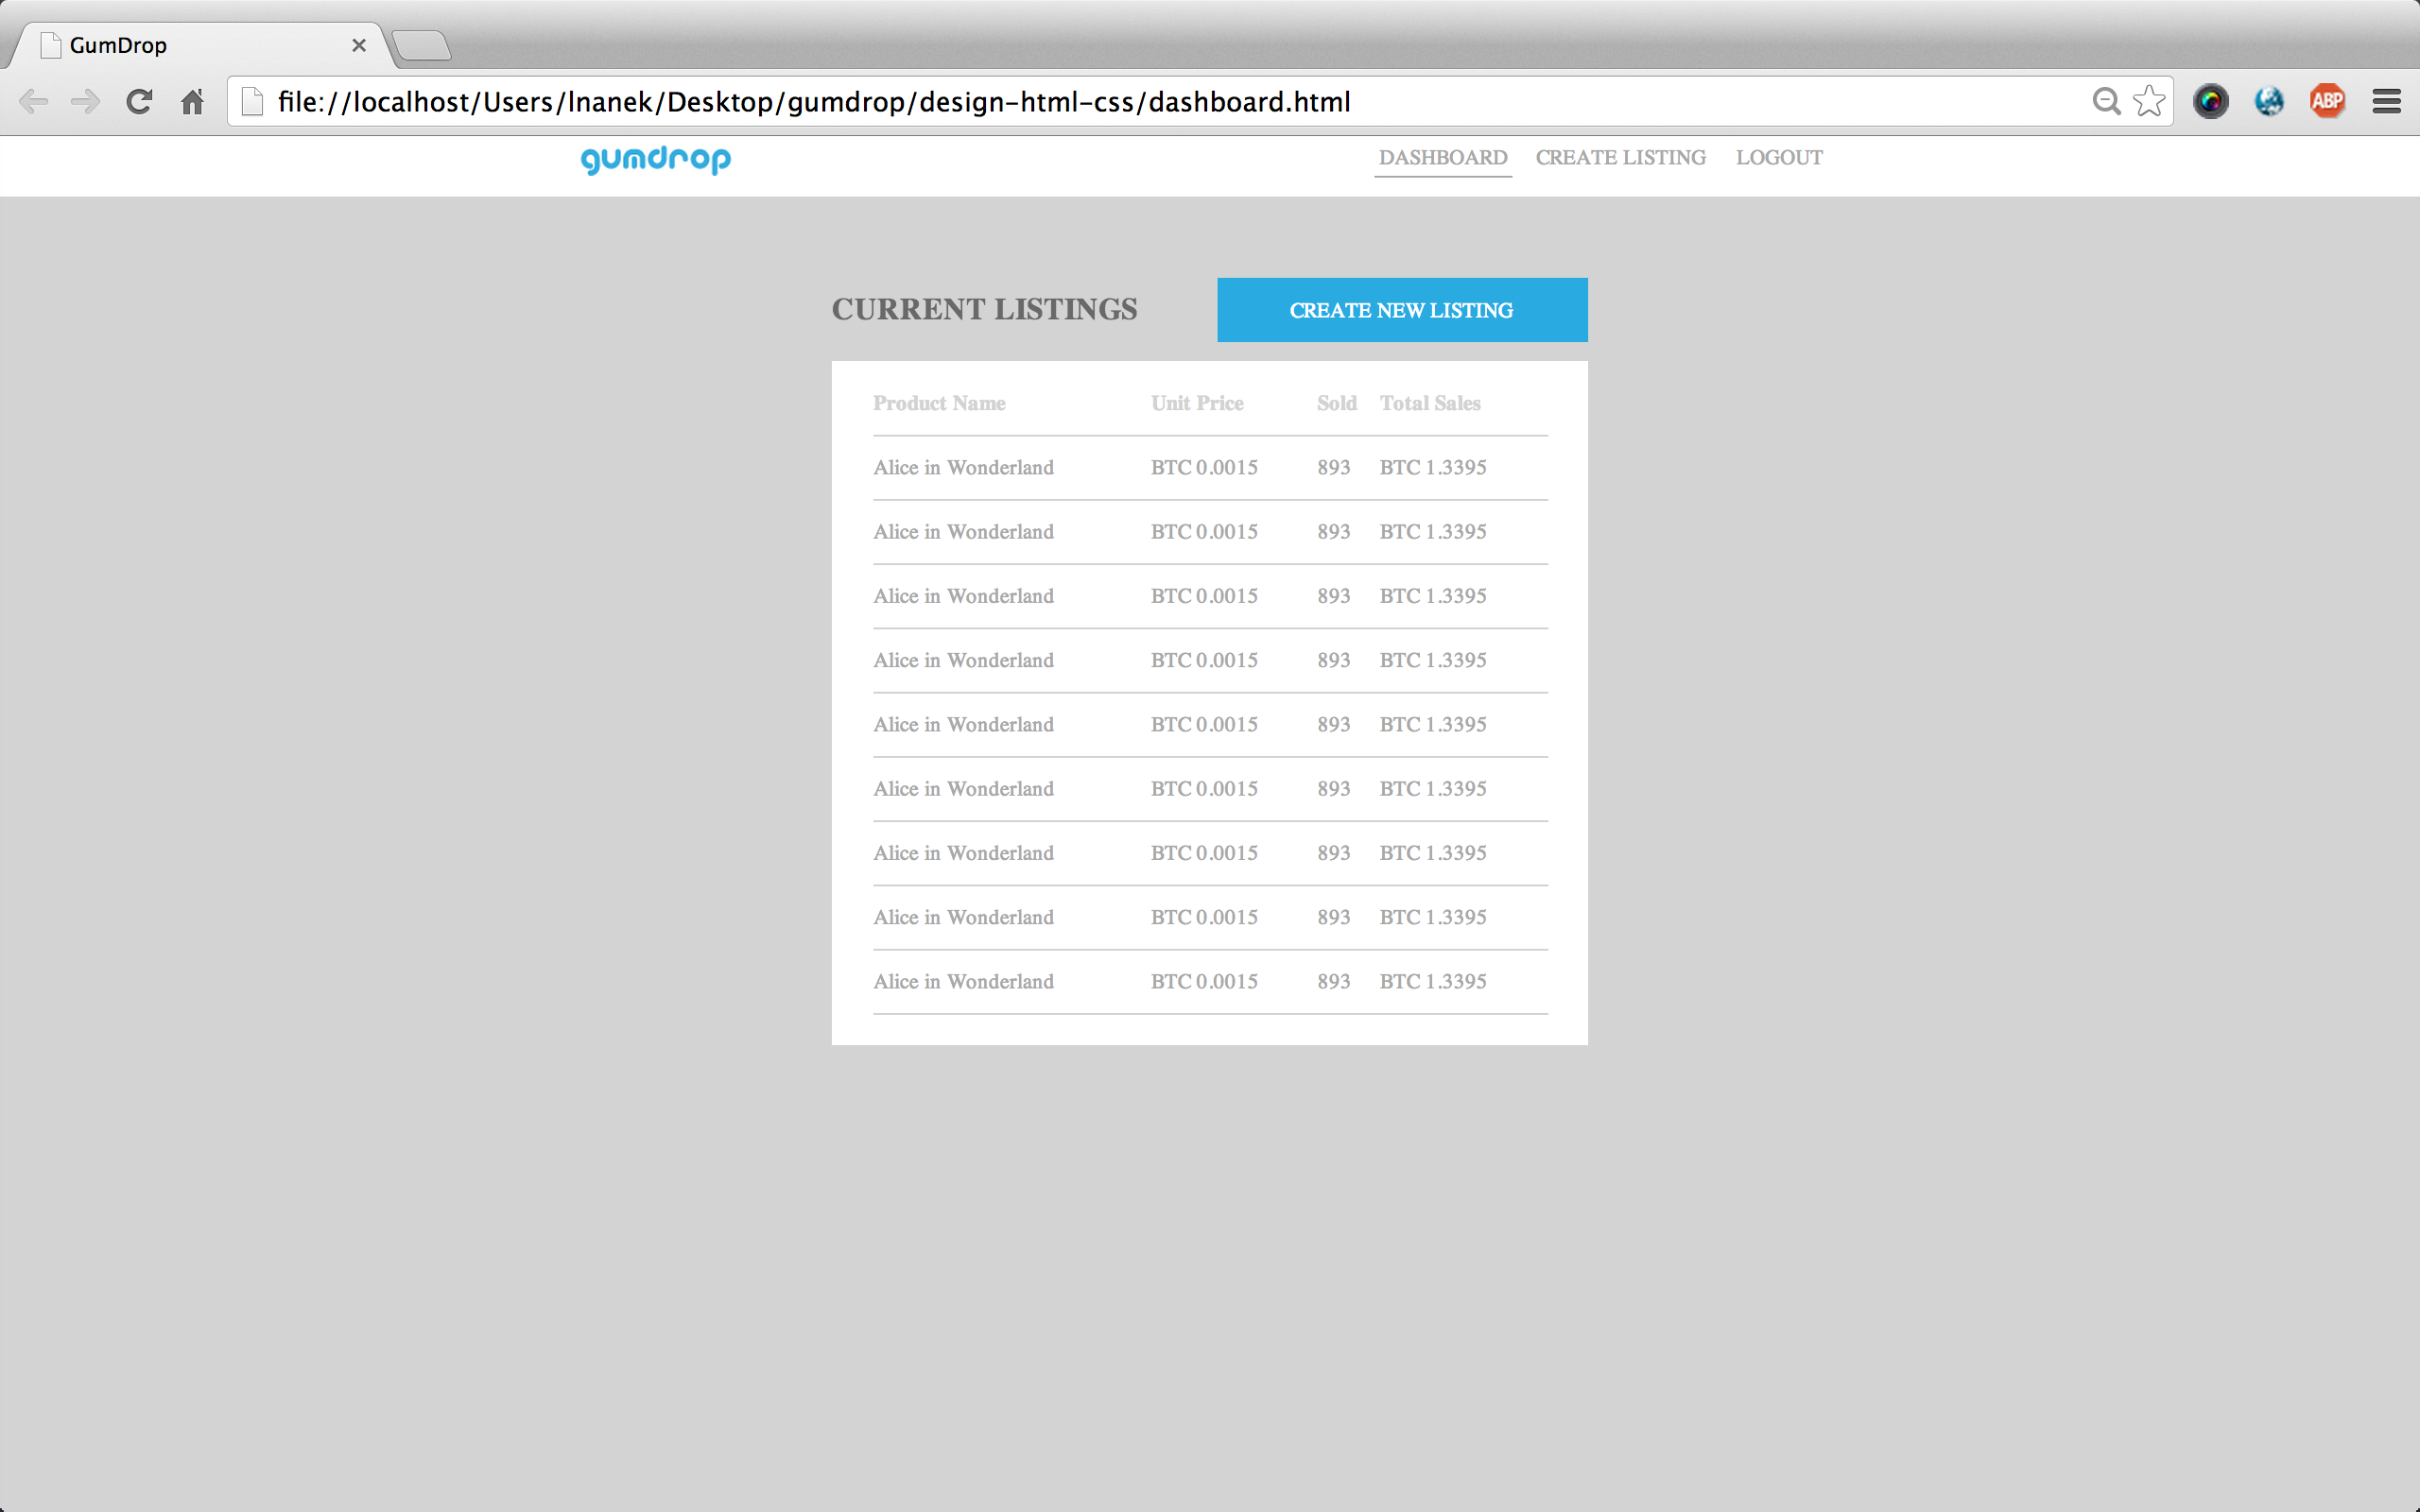 GumDrop
file://localhost/Users/lnanek/Desktop/gumdrop/design-html-css/dashboard.html
ABP
gumdrop DASHBOARD CREATE LISTING LOGOUT
CURRENT LISTINGS CREATE NEW LISTING
Product Name Unit Price Sold Total Sales
Alice in Wonderland BTC 0.0015 893 BTC 1.3395
Alice in Wonderland BTC 0.0015 893 BTC 1.3395
Alice in Wonderland BTC 0.0015 893 BTC 1.3395
Alice in Wonderland BTC 0.0015 893 BTC 1.3395
Alice in Wonderland BTC 0.0015 893 BTC 1.3395
Alice in Wonderland BTC 0.0015 893 BTC 1.3395
Alice in Wonderland BTC 0.0015 893 BTC 1.3395
Alice in Wonderland BTC 0.0015 893 BTC 1.3395
Alice in Wonderland BTC 0.0015 893 BTC 1.3395